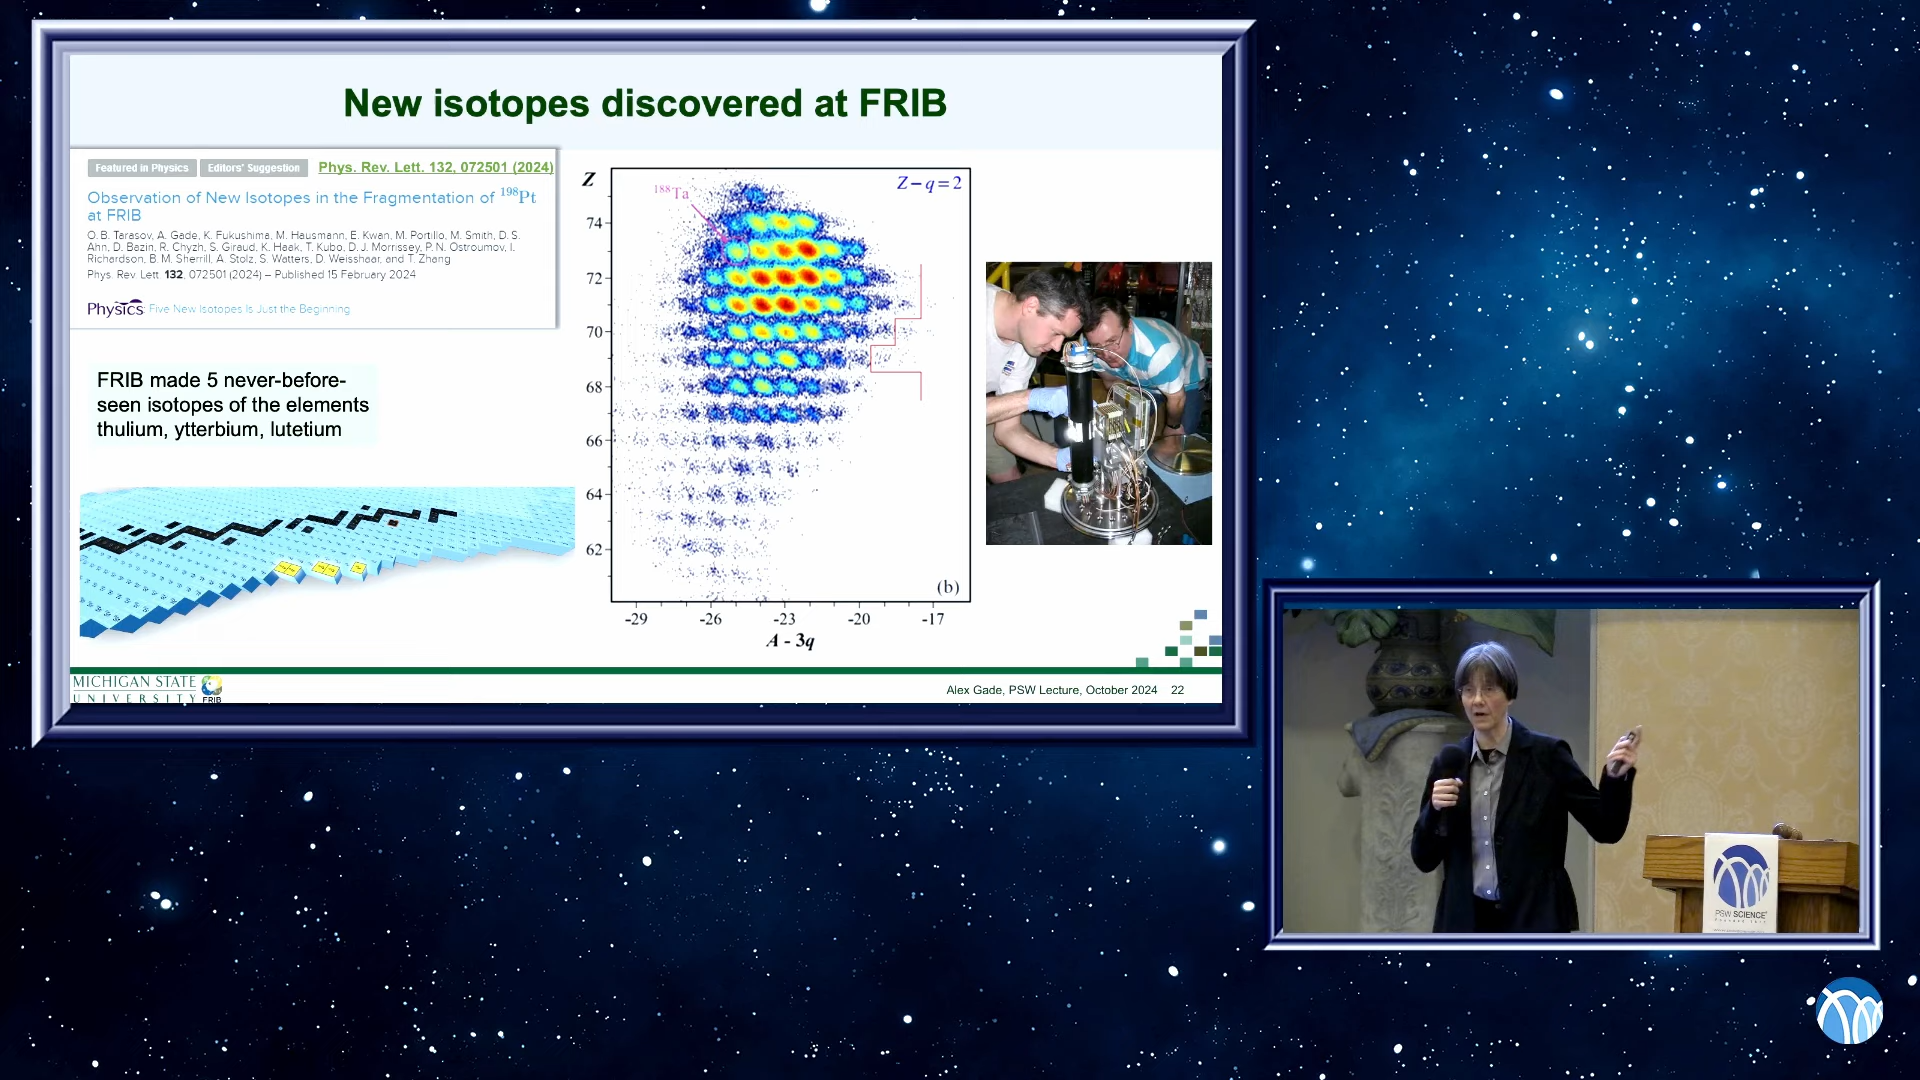 New isotopes discovered at FRIB
Featured in Physics Editors' Suggestion Phys. Rev. Lett. 132, 072501 (2024)
Observation of New Isotopes in the Fragmentation of ¹⁹⁸Pt
at FRIB
O. B. Tarasov, A. Gade, K. Fukushima, M. Hausmann, E. Kwan, M. Portillo, M. Smith, D. S.
Ahn, D. Bazin, R. Chyzh, S. Giraud, K. Haak, T. Kubo, D. J. Morrissey, P. N. Ostroumov, I.
Richardson, B. M. Sherrill, A. Stolz, S. Watters, D. Weisshaar, and T. Zhang
Phys. Rev. Lett. 132, 072501 (2024) – Published 15 February 2024
Physics Five New Isotopes Is Just the Beginning
FRIB made 5 never-before-
seen isotopes of the elements
thulium, ytterbium, lutetium
Z
¹⁸⁸Ta
Z – q = 2
74
72
70
68
66
64
62
(b)
-29 -26 -23 -20 -17
A - 3q
MICHIGAN STATE
UNIVERSITY
FRIB
Alex Gade, PSW Lecture, October 2024 22
PSW SCIENCE